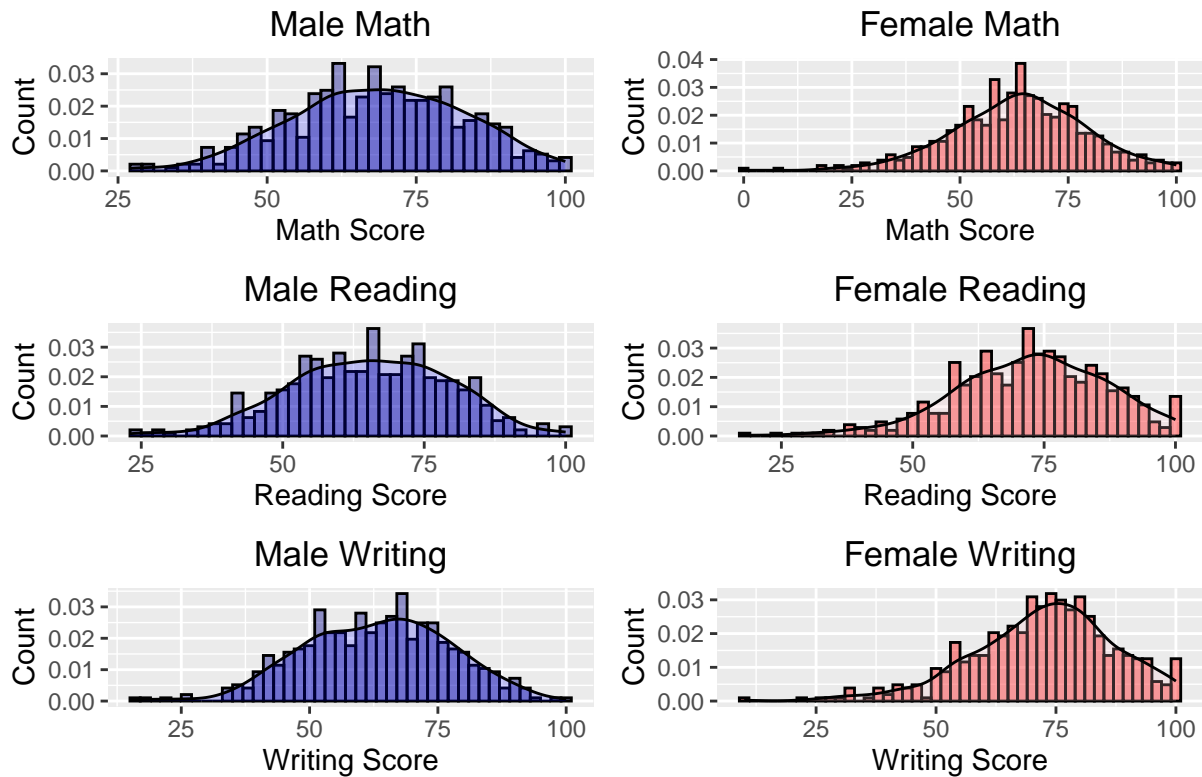 Male Math
Count
0.03
0.02
0.01
0.00
25 50 75 100
Math Score
Female Math
Count
0.04
0.03
0.02
0.01
0.00
0 25 50 75 100
Math Score
Male Reading
Count
0.03
0.02
0.01
0.00
25 50 75 100
Reading Score
Female Reading
Count
0.03
0.02
0.01
0.00
25 50 75 100
Reading Score
Male Writing
Count
0.03
0.02
0.01
0.00
25 50 75 100
Writing Score
Female Writing
Count
0.03
0.02
0.01
0.00
25 50 75 100
Writing Score